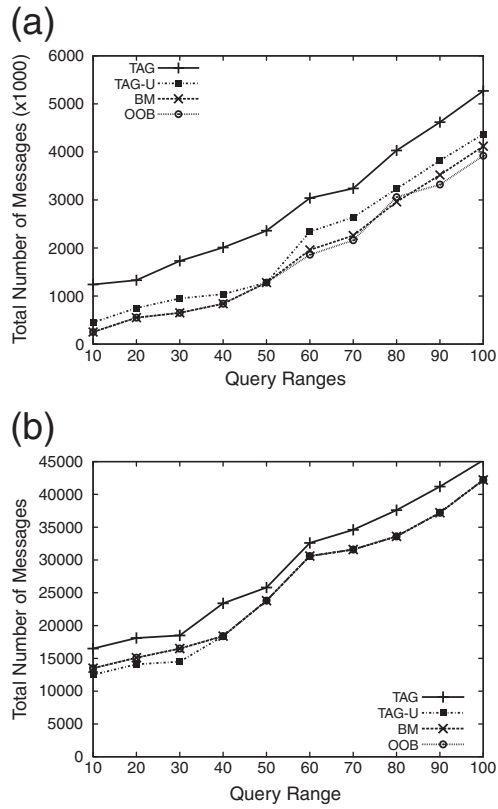 (a)
Total Number of Messages (x1000)
6000
5000
4000
3000
2000
1000
0
TAG
TAG-U
BM
OOB
10 20 30 40 50 60 70 80 90 100
Query Ranges
(b)
Total Number of Messages
45000
40000
35000
30000
25000
20000
15000
10000
5000
0
TAG
TAG-U
BM
OOB
10 20 30 40 50 60 70 80 90 100
Query Range